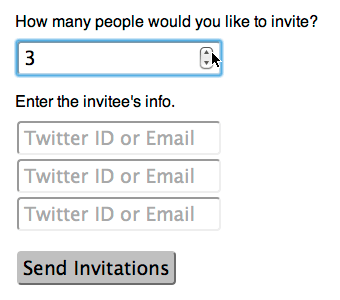 How many people would you like to invite?
3
Enter the invitee's info.
Twitter ID or Email
Twitter ID or Email
Twitter ID or Email
Send Invitations